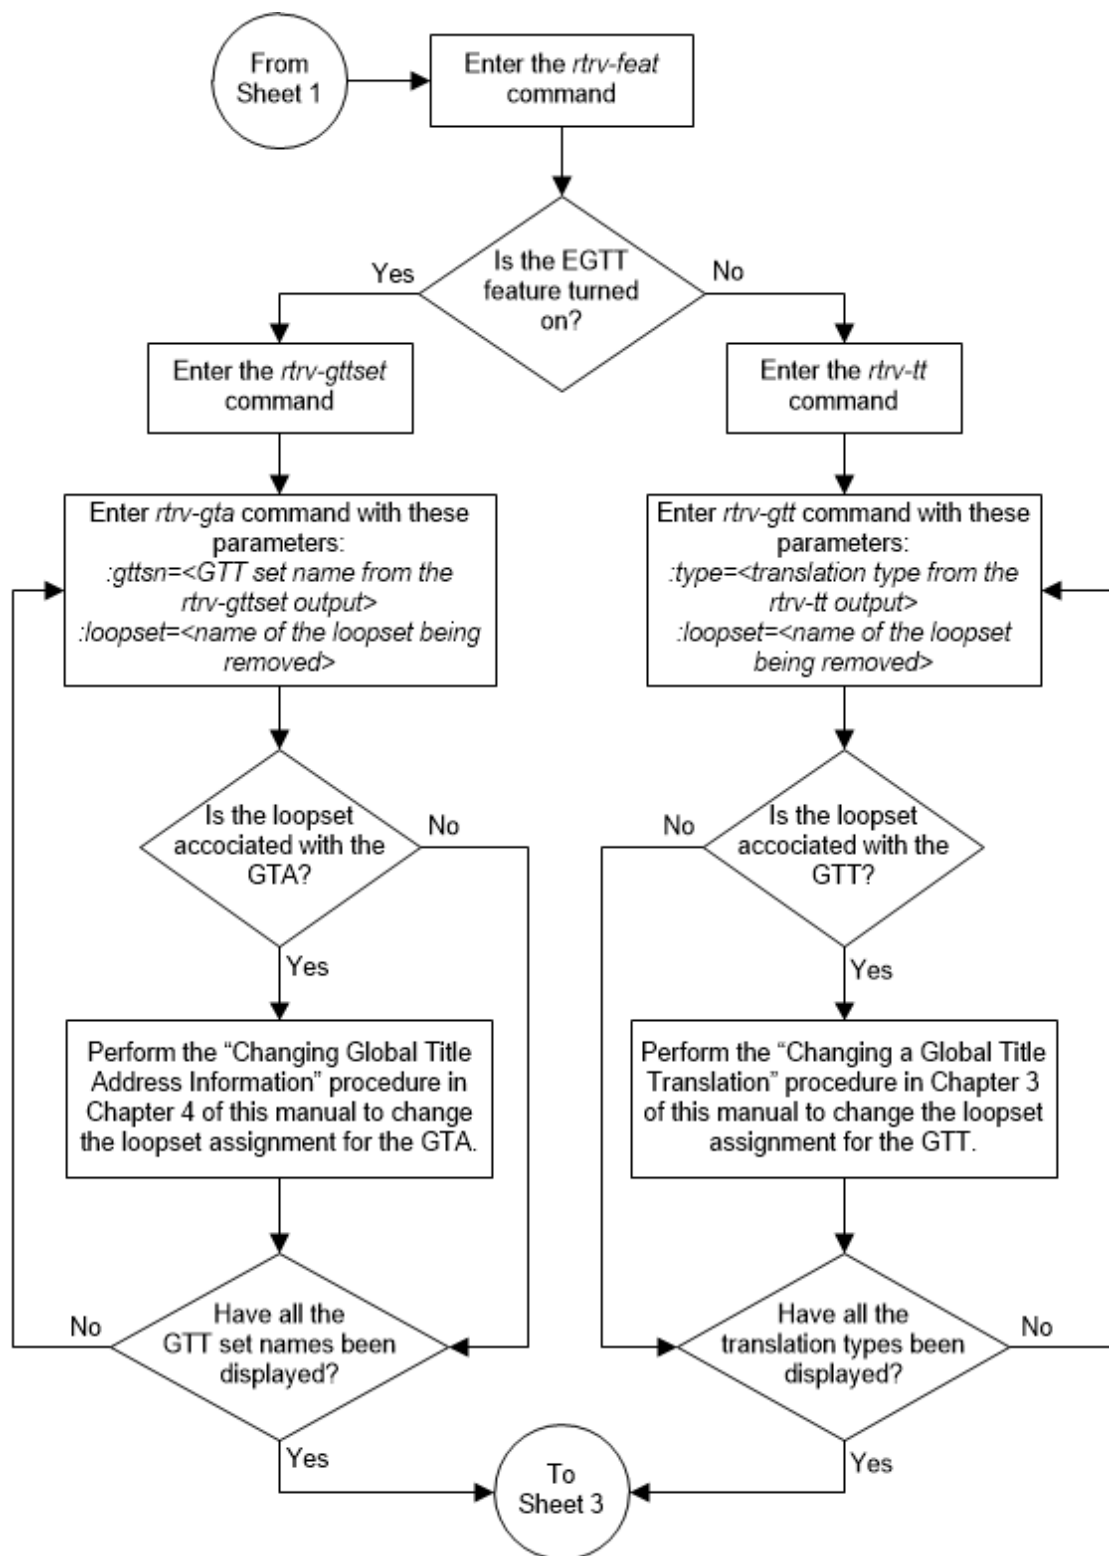 From
Sheet 1
Enter the rtrv-feat
command
Is the EGTT
feature turned
on?
Yes
No
Enter the rtrv-gttset
command
Enter the rtrv-tt
command
Enter rtrv-gta command with these
parameters:
:gttsn=<GTT set name from the
rtrv-gttset output>
:loopset=<name of the loopset being
removed>
Enter rtrv-gtt command with these
parameters:
:type=<translation type from the
rtrv-tt output>
:loopset=<name of the loopset
being removed>
Is the loopset
accociated with the
GTA?
No
Yes
No
Is the loopset
accociated with the
GTT?
Yes
Perform the “Changing Global Title
Address Information” procedure in
Chapter 4 of this manual to change
the loopset assignment for the GTA.
Perform the “Changing a Global Title
Translation” procedure in Chapter 3
of this manual to change the loopset
assignment for the GTT.
No
Have all the
GTT set names been
displayed?
Yes
Have all the
translation types been
displayed?
No
Yes
To
Sheet 3